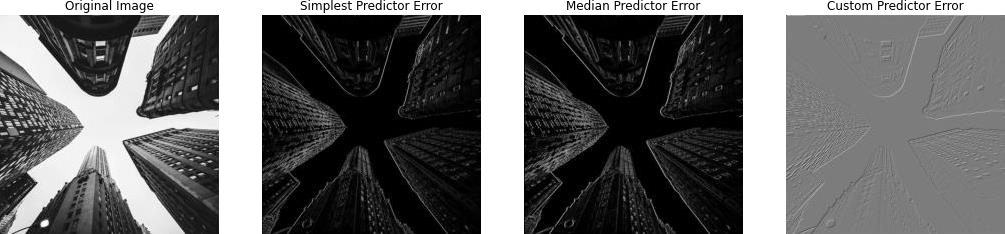 Original Image
Simplest Predictor Error
Median Predictor Error
Custom Predictor Error